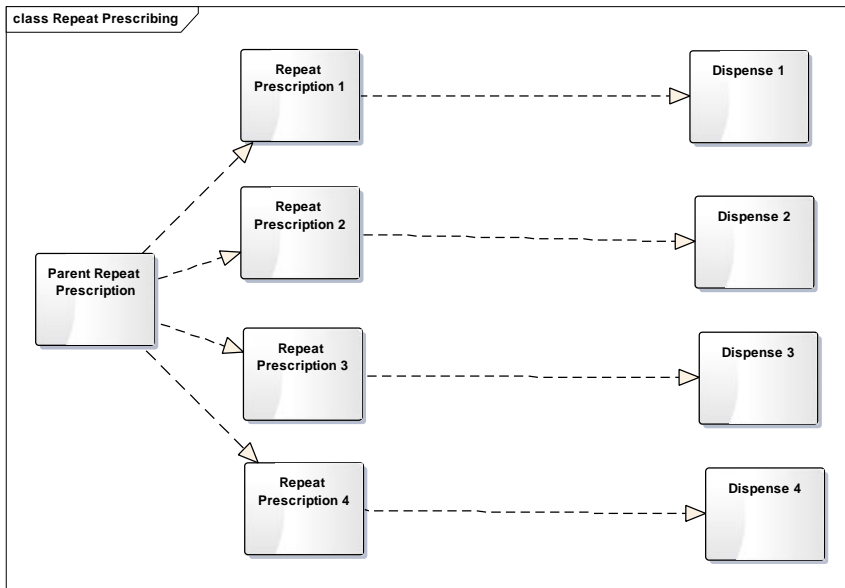 class Repeat Prescribing
Repeat
Prescription 1
Dispense 1
Repeat
Prescription 2
Dispense 2
Parent Repeat
Prescription
Repeat
Prescription 3
Dispense 3
Repeat
Prescription 4
Dispense 4